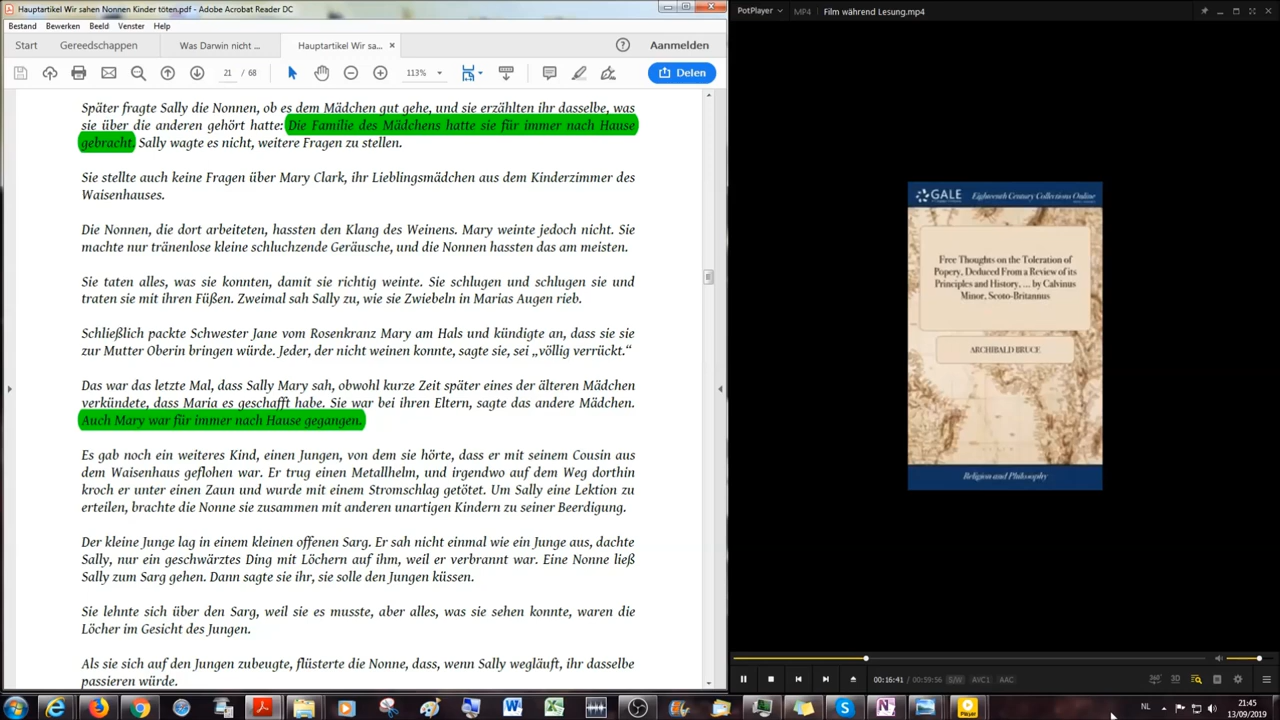 Hauptartikel Wir sahen Nonnen Kinder töten.pdf - Adobe Acrobat Reader DC
Bestand Bewerken Beeld Venster Help
Start Gereedschappen Was Darwin nicht ... Hauptartikel Wir sa... × Aanmelden
21 / 68 113% Delen
Später fragte Sally die Nonnen, ob es dem Mädchen gut gehe, und sie erzählten ihr dasselbe, was
sie über die anderen gehört hatte: Die Familie des Mädchens hatte sie für immer nach Hause
gebracht. Sally wagte es nicht, weitere Fragen zu stellen.
Sie stellte auch keine Fragen über Mary Clark, ihr Lieblingsmädchen aus dem Kinderzimmer des
Waisenhauses.
Die Nonnen, die dort arbeiteten, hassten den Klang des Weinens. Mary weinte jedoch nicht. Sie
machte nur tränenlose kleine schluchzende Geräusche, und die Nonnen hassten das am meisten.
Sie taten alles, was sie konnten, damit sie richtig weinte. Sie schlugen und schlugen sie und
traten sie mit ihren Füßen. Zweimal sah Sally zu, wie sie Zwiebeln in Marias Augen rieb.
Schließlich packte Schwester Jane vom Rosenkranz Mary am Hals und kündigte an, dass sie sie
zur Mutter Oberin bringen würde. Jeder, der nicht weinen konnte, sagte sie, sei „völlig verrückt.“
Das war das letzte Mal, dass Sally Mary sah, obwohl kurze Zeit später eines der älteren Mädchen
verkündete, dass Maria es geschafft habe. Sie war bei ihren Eltern, sagte das andere Mädchen.
Auch Mary war für immer nach Hause gegangen.
Es gab noch ein weiteres Kind, einen Jungen, von dem sie hörte, dass er mit seinem Cousin aus
dem Waisenhaus geflohen war. Er trug einen Metallhelm, und irgendwo auf dem Weg dorthin
kroch er unter einen Zaun und wurde mit einem Stromschlag getötet. Um Sally eine Lektion zu
erteilen, brachte die Nonne sie zusammen mit anderen unartigen Kindern zu seiner Beerdigung.
Der kleine Junge lag in einem kleinen offenen Sarg. Er sah nicht einmal wie ein Junge aus, dachte
Sally, nur ein geschwärztes Ding mit Löchern auf ihm, weil er verbrannt war. Eine Nonne ließ
Sally zum Sarg gehen. Dann sagte sie ihr, sie solle den Jungen küssen.
Sie lehnte sich über den Sarg, weil sie es musste, aber alles, was sie sehen konnte, waren die
Löcher im Gesicht des Jungen.
Als sie sich auf den Jungen zubeugte, flüsterte die Nonne, dass, wenn Sally wegläuft, ihr dasselbe
passieren würde.
PotPlayer MP4 Film während Lesung.mp4
GALE Eighteenth Century Collections Online
Free Thoughts on the Toleration of
Popery, Deduced From a Review of its
Principles and History, ... by Calvinus
Minor, Scoto-Britannus
ARCHIBALD BRUCE
Religion and Philosophy
00:16:41 / 00:59:56 S/W AVC1 AAC
360° 3D
NL 21:45
13/09/2019